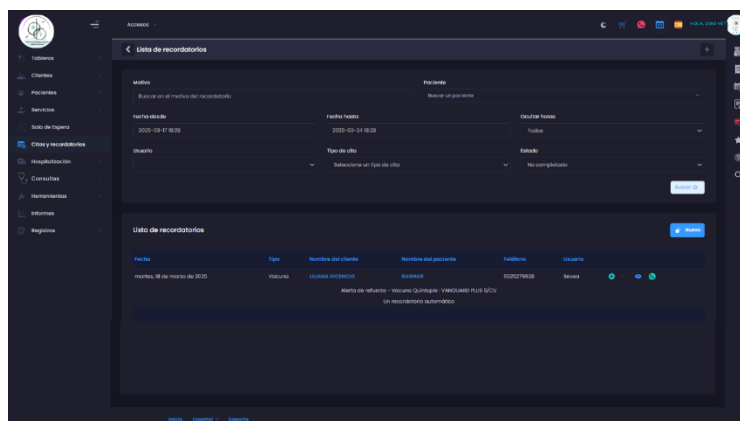 Accesos
HOLA, ZOIO VET
Lista de recordatorios
Tableros
Clientes
Pacientes
Servicios
Sala de Espera
Citas y recordatorios
Hospitalización
Consultas
Herramientas
Informes
Registros
Motivo
Paciente
Buscar en el motivo del recordatorio
Buscar un paciente
Fecha desde
Fecha hasta
Ocultar horas
2025-03-17 18:28
2025-03-24 18:28
Todos
Usuario
Tipo de cita
Estado
Seleccione un tipo de cita
No completado
Buscar
Lista de recordatorios
Nuevo
Fecha
Tipo
Nombre del cliente
Nombre del paciente
Teléfono
Usuario
martes, 18 de marzo de 2025
Vacuna
LILIANA VICENCIO
5525279928
Alerta de refuerzo - Vacuna Quintuple : VANGUARD PLUS 5/CV
Un recordatorio automático
Inicio
Español
Soporte